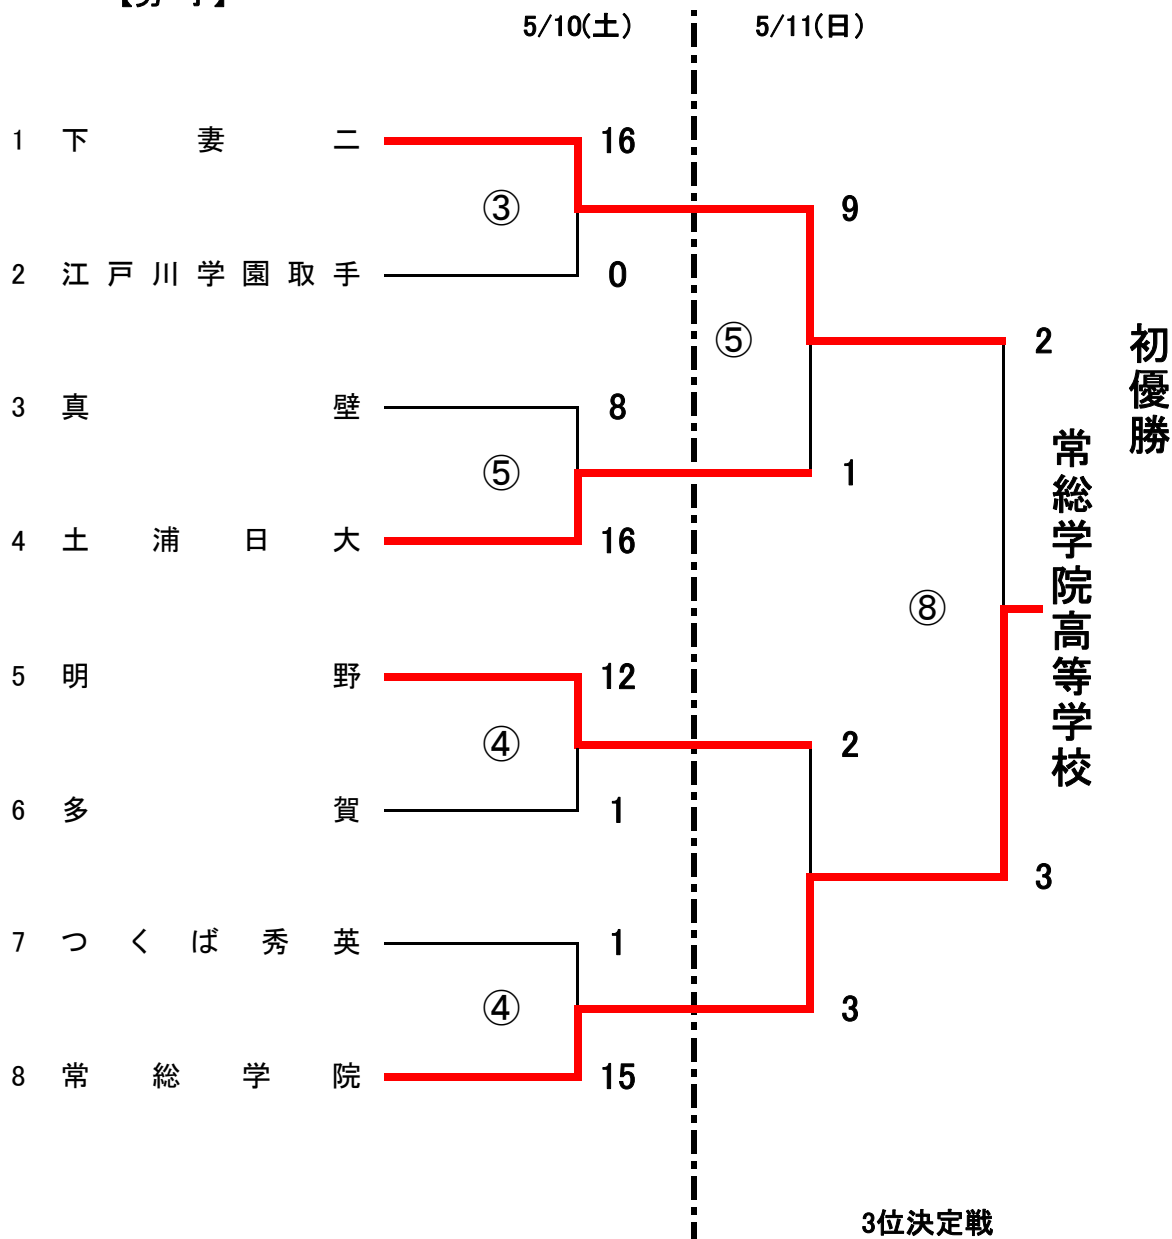 【男 子】
5/10(土) 5/11(日)
1 下妻二 16
③ 9
2 江戸川学園取手 0
⑤ 2
3 真壁 8
⑤ 1
4 土浦日大 16
⑧
初優勝
常総学院高等学校
5 明野 12
④ 2
6 多賀 1
3
7 つくば秀英 1
④ 3
8 常総学院 15
3位決定戦